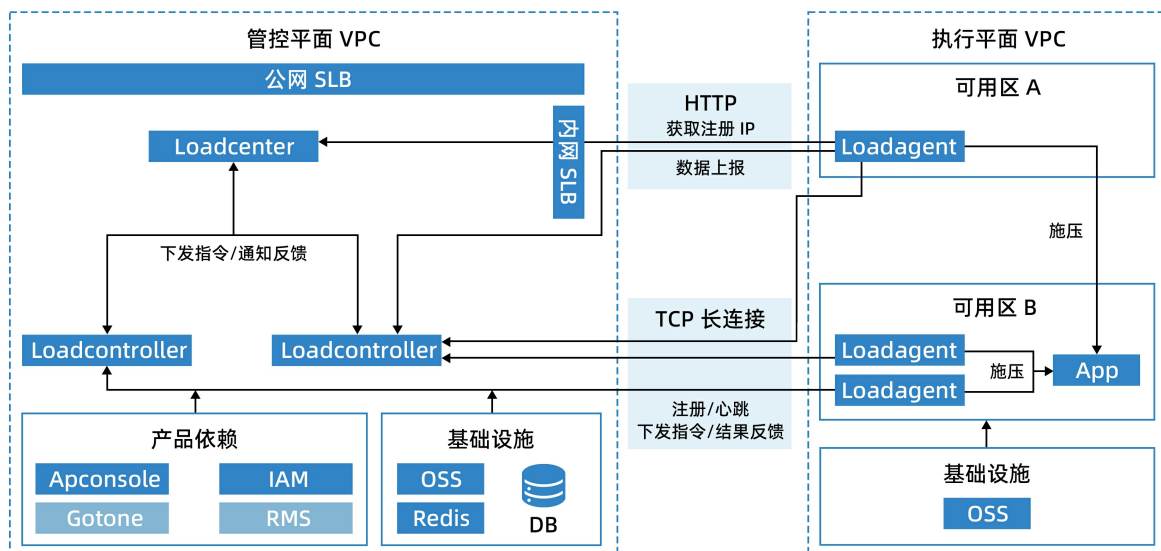 管控平面 VPC
公网 SLB
内网 SLB
Loadcenter
下发指令/通知反馈
Loadcontroller
Loadcontroller
产品依赖
Apconsole
IAM
Gotone
RMS
基础设施
OSS
Redis
DB
HTTP
获取注册 IP
数据上报
TCP 长连接
注册/心跳
下发指令/结果反馈
执行平面 VPC
可用区 A
Loadagent
施压
可用区 B
Loadagent
Loadagent
施压
App
基础设施
OSS